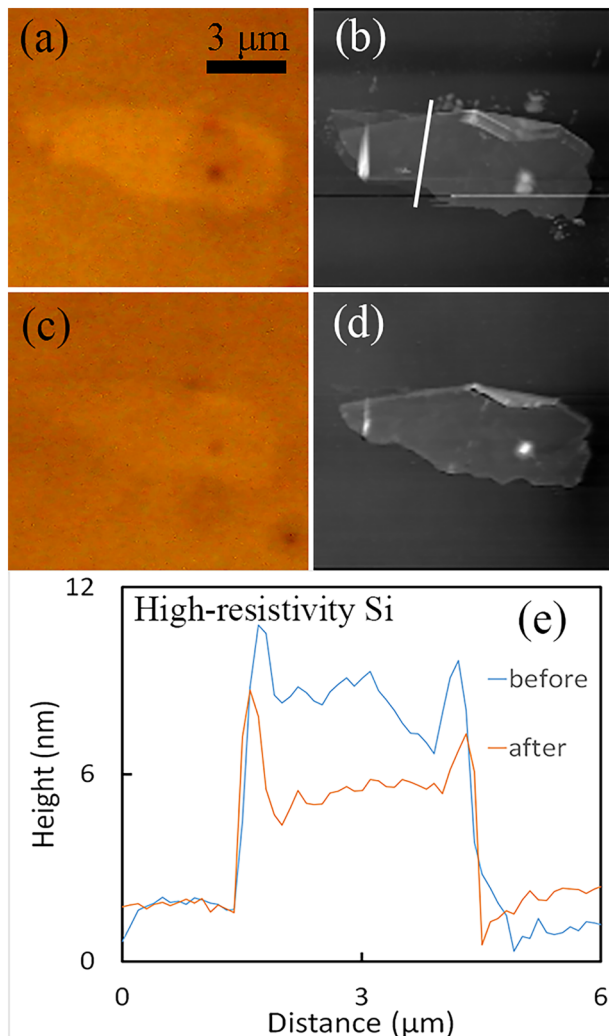 (a)
3 μm
(b)
(c)
(d)
12
High-resistivity Si
(e)
before
after
6
0
Height (nm)
0
3
6
Distance (μm)